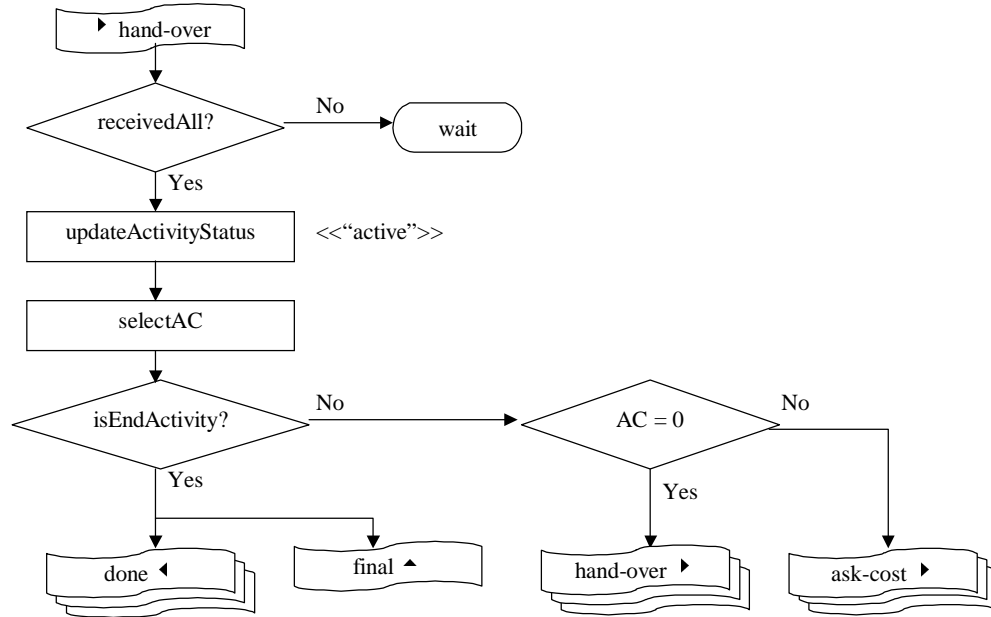 hand-over
receivedAll?
No
wait
Yes
updateActivityStatus
<<“active”>>
selectAC
isEndActivity?
No
AC = 0
No
Yes
Yes
done
final
hand-over
ask-cost